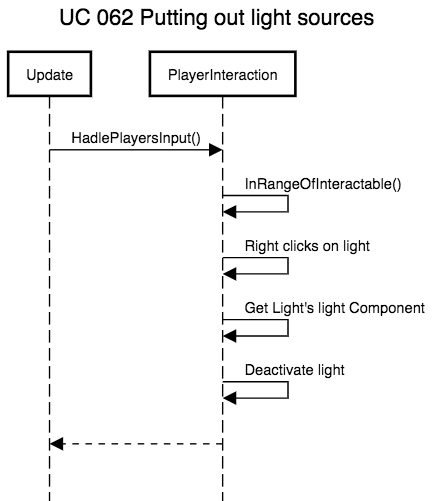 UC 062 Putting out light sources
Update
PlayerInteraction
HadlePlayersInput()
InRangeOfInteractable()
Right clicks on light
Get Light's light Component
Deactivate light